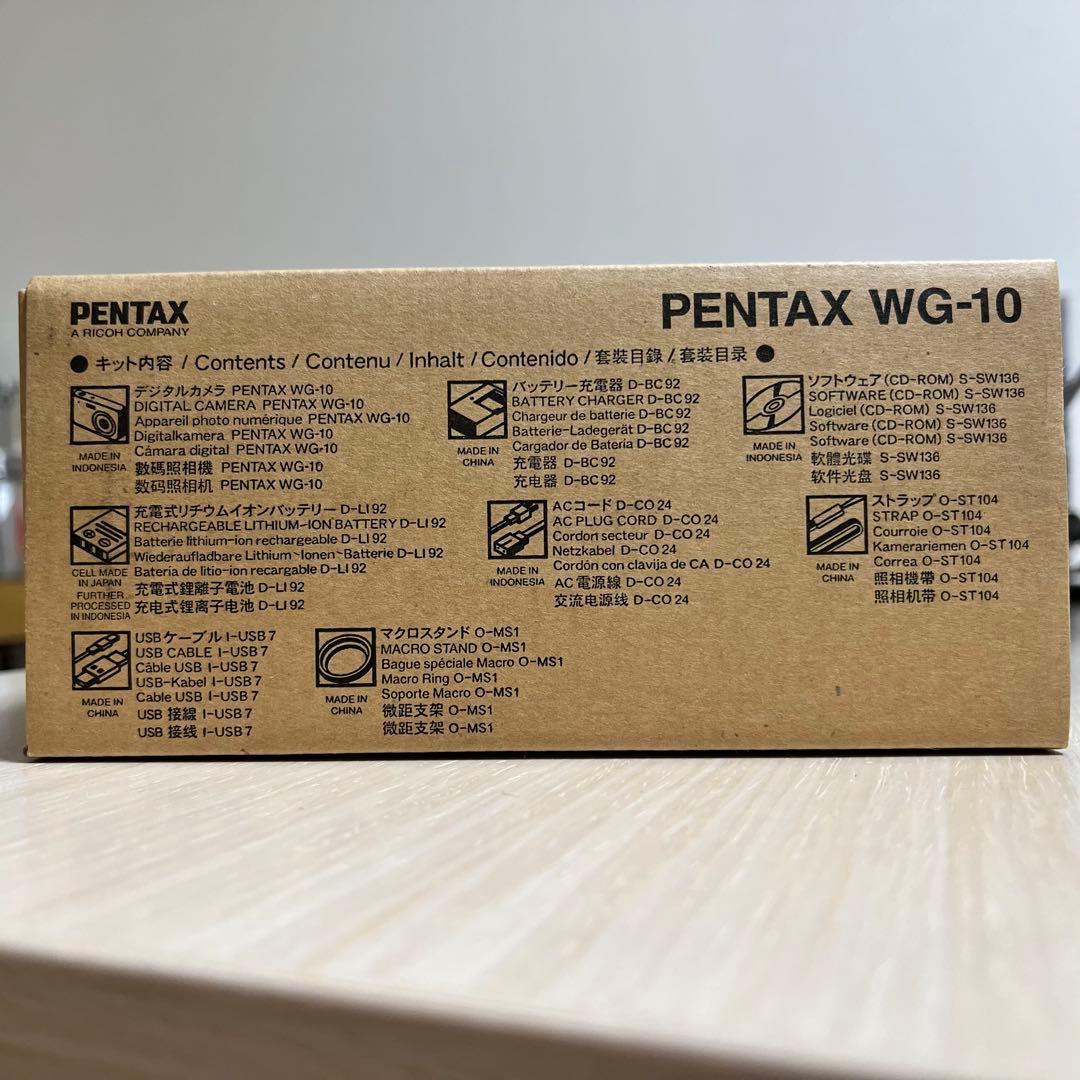 PENTAX
A RICOH COMPANY
PENTAX WG-10
● キット内容 / Contents / Contenu / Inhalt / Contenido / 套裝目錄 / 套装目录 ●
デジタルカメラ PENTAX WG-10
DIGITAL CAMERA PENTAX WG-10
Appareil photo numérique PENTAX WG-10
Digitalkamera PENTAX WG-10
Cámara digital PENTAX WG-10
數碼照相機 PENTAX WG-10
数码照相机 PENTAX WG-10
MADE IN
INDONESIA
バッテリー充電器 D-BC92
BATTERY CHARGER D-BC92
Chargeur de batterie D-BC92
Batterie-Ladegerät D-BC92
Cargador de Batería D-BC92
充電器 D-BC92
充电器 D-BC92
MADE IN
CHINA
ソフトウェア(CD-ROM) S-SW136
SOFTWARE (CD-ROM) S-SW136
Logiciel (CD-ROM) S-SW136
Software (CD-ROM) S-SW136
Software (CD-ROM) S-SW136
軟體光碟 S-SW136
软件光盘 S-SW136
MADE IN
INDONESIA
充電式リチウムイオンバッテリー D-LI92
RECHARGEABLE LITHIUM-ION BATTERY D-LI92
Batterie lithium-ion rechargeable D-LI92
Wiederaufladbare Lithium-Ionen-Batterie D-LI92
Batería de litio-ion recargable D-LI92
充電式鋰離子電池 D-LI92
充电式锂离子电池 D-LI92
CELL MADE
IN JAPAN
FURTHER
PROCESSED
IN INDONESIA
ACコード D-CO24
AC PLUG CORD D-CO24
Cordon secteur D-CO24
Netzkabel D-CO24
Cordón con clavija de CA D-CO24
AC電源線 D-CO24
交流电源线 D-CO24
MADE IN
INDONESIA
ストラップ O-ST104
STRAP O-ST104
Courroie O-ST104
Kamerariemen O-ST104
Correa O-ST104
照相機帶 O-ST104
照相机带 O-ST104
MADE IN
CHINA
USBケーブル I-USB7
USB CABLE I-USB7
Câble USB I-USB7
USB-Kabel I-USB7
Cable USB I-USB7
USB 接線 I-USB7
USB 接线 I-USB7
MADE IN
CHINA
マクロスタンド O-MS1
MACRO STAND O-MS1
Bague spéciale Macro O-MS1
Macro Ring O-MS1
Soporte Macro O-MS1
微距支架 O-MS1
微距支架 O-MS1
MADE IN
CHINA